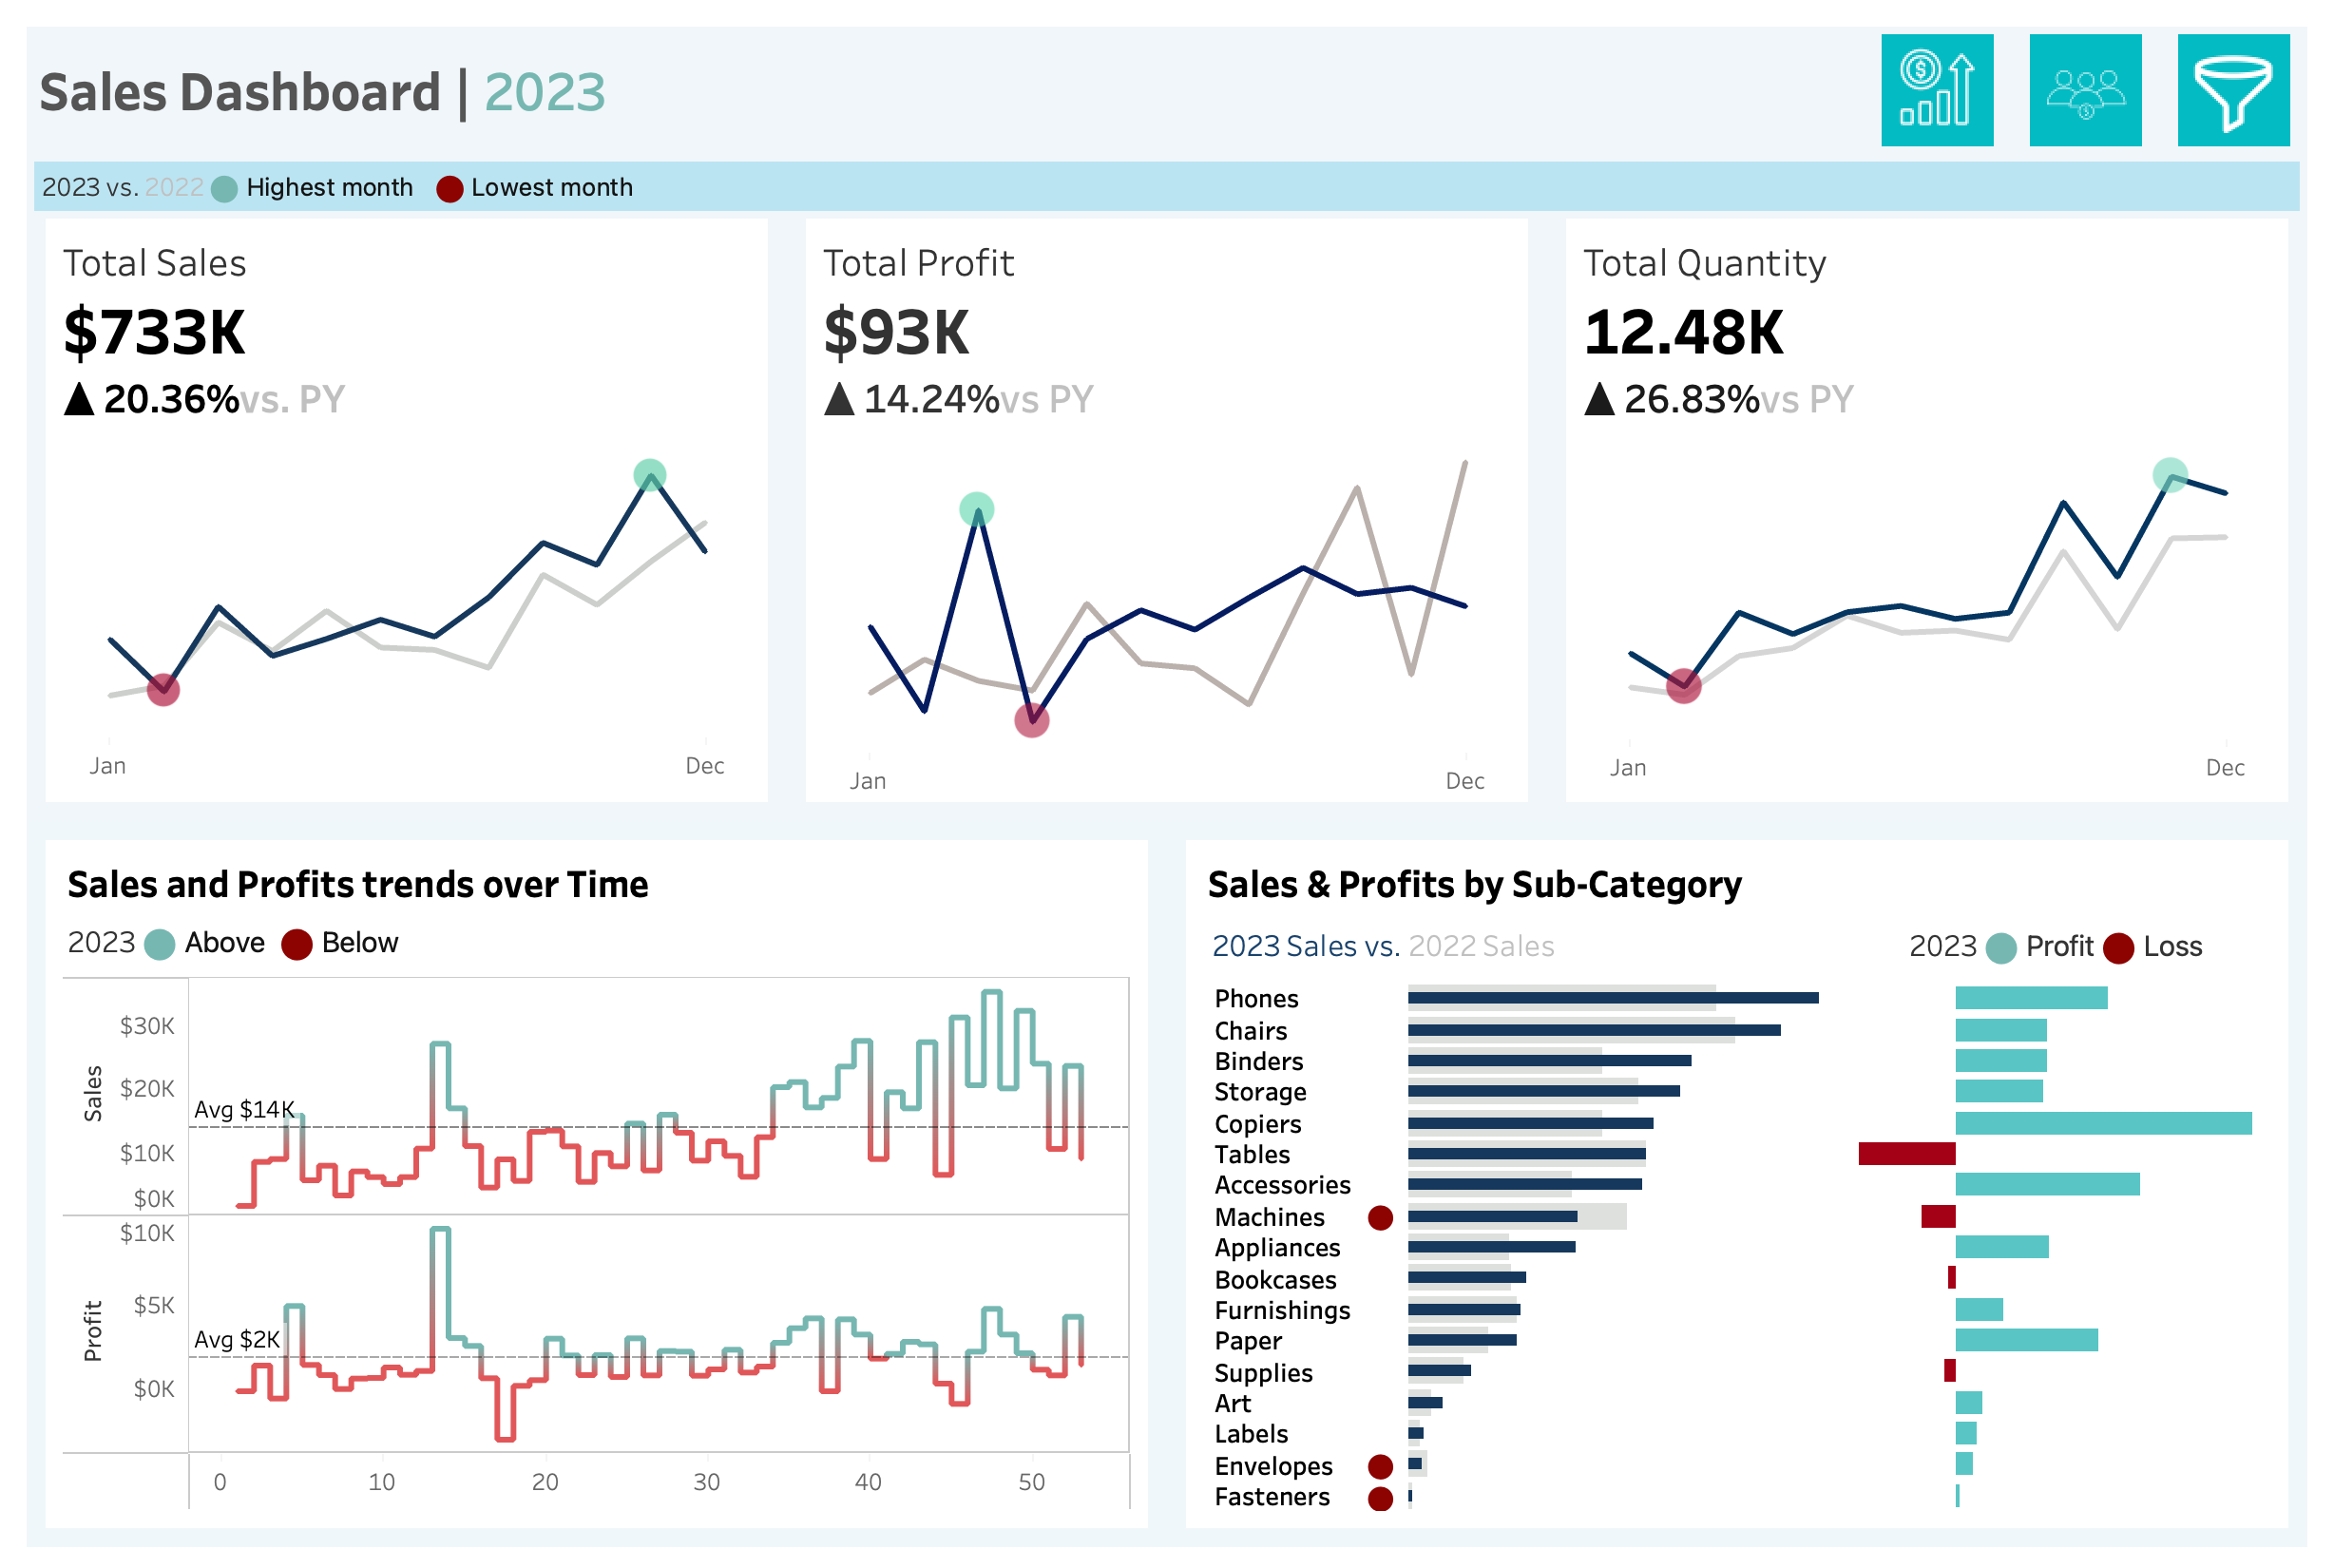 Sales Dashboard | 2023
2023 vs. 2022 Highest month Lowest month
Total Sales
$733K
▲ 20.36%vs. PY
Jan Dec
Total Profit
$93K
▲ 14.24%vs PY
Jan Dec
Total Quantity
12.48K
▲ 26.83%vs PY
Jan Dec
Sales and Profits trends over Time
2023 Above Below
Sales
$30K
$20K
Avg $14K
$10K
$0K
Profit
$10K
$5K
Avg $2K
$0K
0 10 20 30 40 50
Sales & Profits by Sub-Category
2023 Sales vs. 2022 Sales
2023 Profit Loss
Phones
Chairs
Binders
Storage
Copiers
Tables
Accessories
Machines
Appliances
Bookcases
Furnishings
Paper
Supplies
Art
Labels
Envelopes
Fasteners